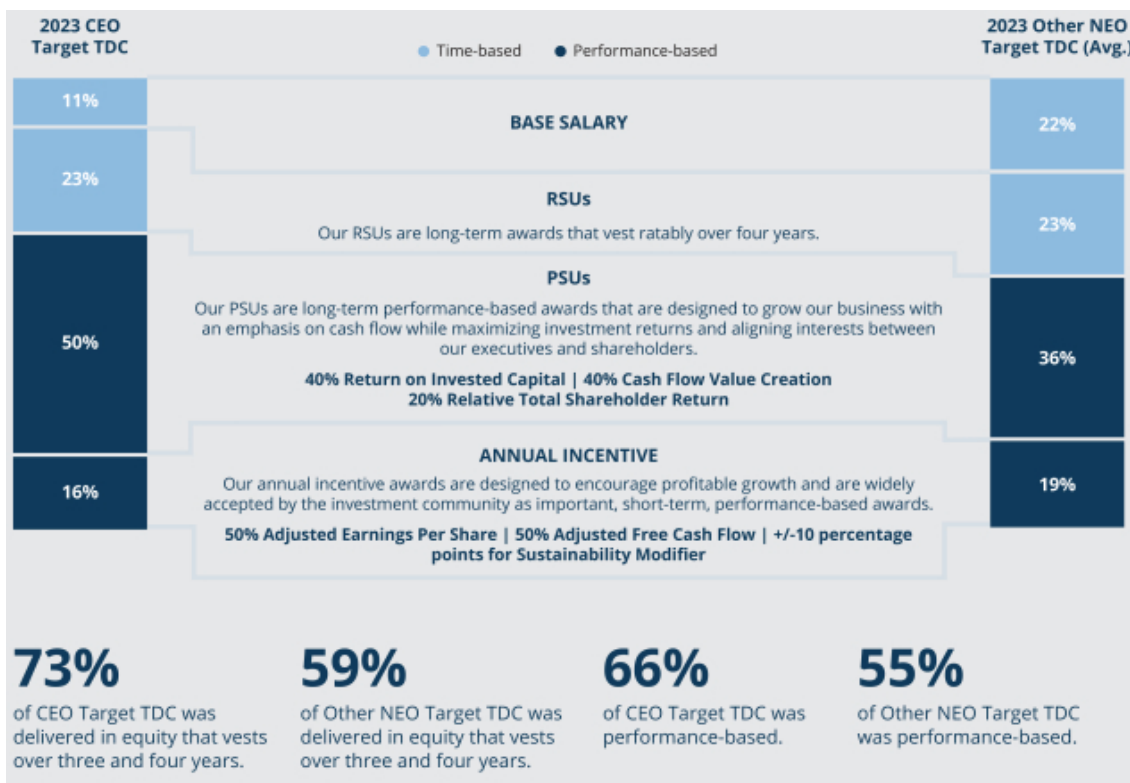 2023 CEO
Target TDC
Time-based
Performance-based
2023 Other NEO
Target TDC (Avg.)
11%
BASE SALARY
22%
23%
RSUs
Our RSUs are long-term awards that vest ratably over four years.
23%
PSUs
Our PSUs are long-term performance-based awards that are designed to grow our business with
an emphasis on cash flow while maximizing investment returns and aligning interests between
our executives and shareholders.
50%
36%
40% Return on Invested Capital | 40% Cash Flow Value Creation
20% Relative Total Shareholder Return
ANNUAL INCENTIVE
16%
Our annual incentive awards are designed to encourage profitable growth and are widely
accepted by the investment community as important, short-term, performance-based awards.
19%
50% Adjusted Earnings Per Share | 50% Adjusted Free Cash Flow | +/-10 percentage
points for Sustainability Modifier
73%
of CEO Target TDC was
delivered in equity that vests
over three and four years.
59%
of Other NEO Target TDC was
delivered in equity that vests
over three and four years.
66%
of CEO Target TDC was
performance-based.
55%
of Other NEO Target TDC
was performance-based.